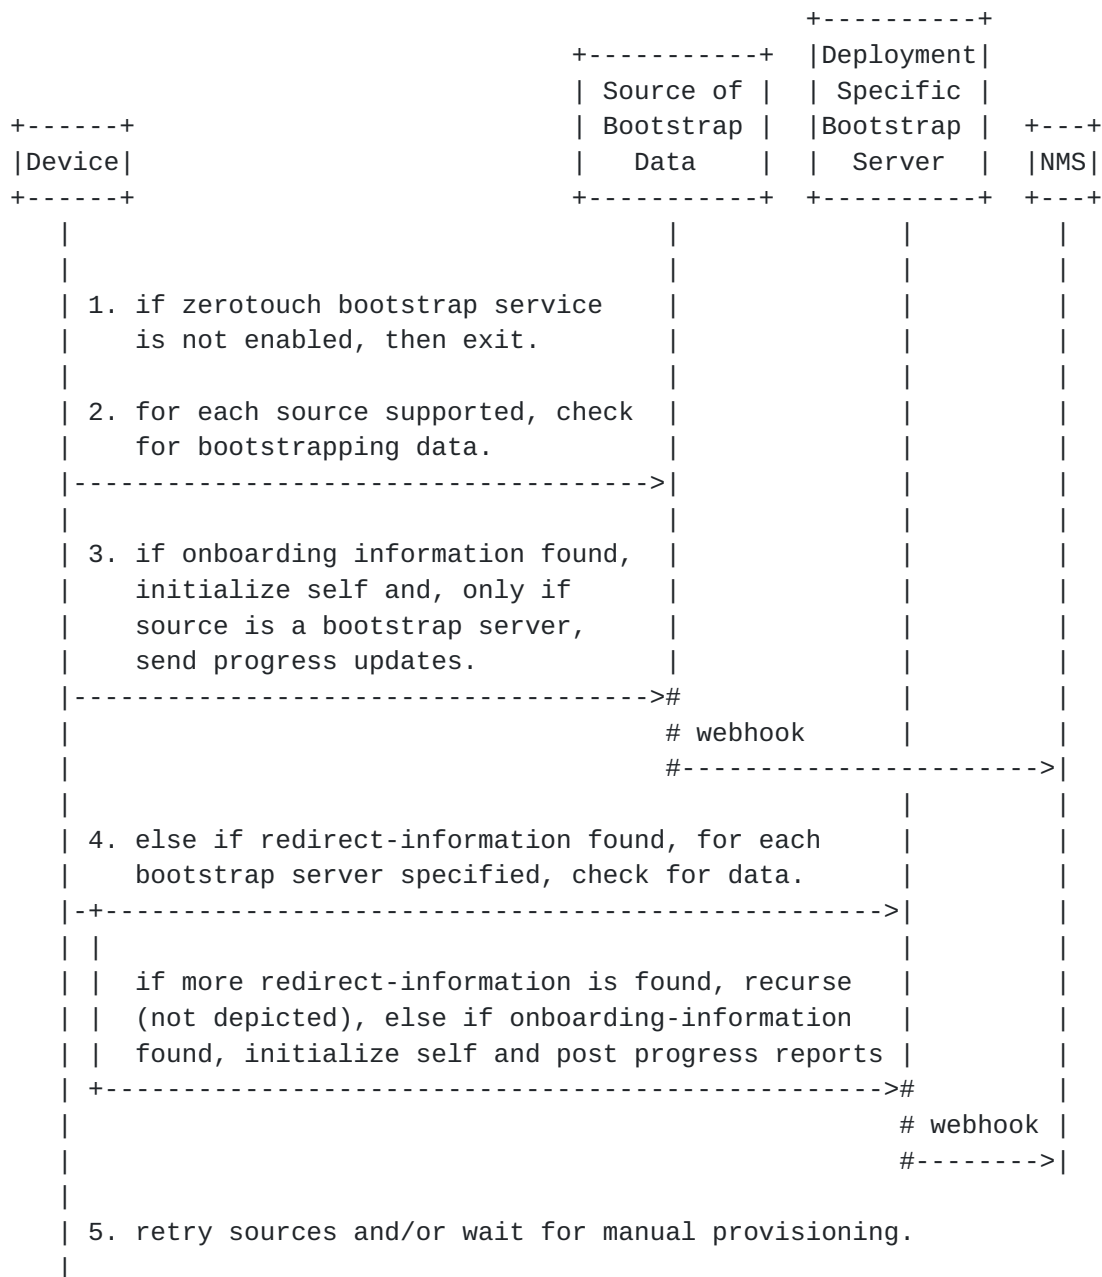 +----------+
                                                                        +-----------+  |Deployment|
                                                                        | Source of |  | Specific |
+------+                                                            | Bootstrap |  |Bootstrap |  +---+
|Device|                                                            |   Data    |  |  Server  |  |NMS|
+------+                                                            +-----------+  +----------+  +---+
   |                                      |              |         |
   |                                      |              |         |
   | 1. if zerotouch bootstrap service    |              |         |
   |    is not enabled, then exit.        |              |         |
   |                                      |              |         |
   | 2. for each source supported, check  |              |         |
   |    for bootstrapping data.           |              |         |
   |------------------------------------->|              |         |
   |                                      |              |         |
   | 3. if onboarding information found,  |              |         |
   |    initialize self and, only if      |              |         |
   |    source is a bootstrap server,     |              |         |
   |    send progress updates.            |              |         |
   |------------------------------------->#              |         |
   |                                      # webhook      |         |
   |                                      #----------------------->|
   |                                                     |         |
   | 4. else if redirect-information found, for each     |         |
   |    bootstrap server specified, check for data.      |         |
   |-+-------------------------------------------------->|         |
   | |                                                   |         |
   | |  if more redirect-information is found, recurse   |         |
   | |  (not depicted), else if onboarding-information   |         |
   | |  found, initialize self and post progress reports |         |
   | +-------------------------------------------------->#         |
   |                                                     # webhook |
   |                                                     #-------->|
   |
   | 5. retry sources and/or wait for manual provisioning.
   |